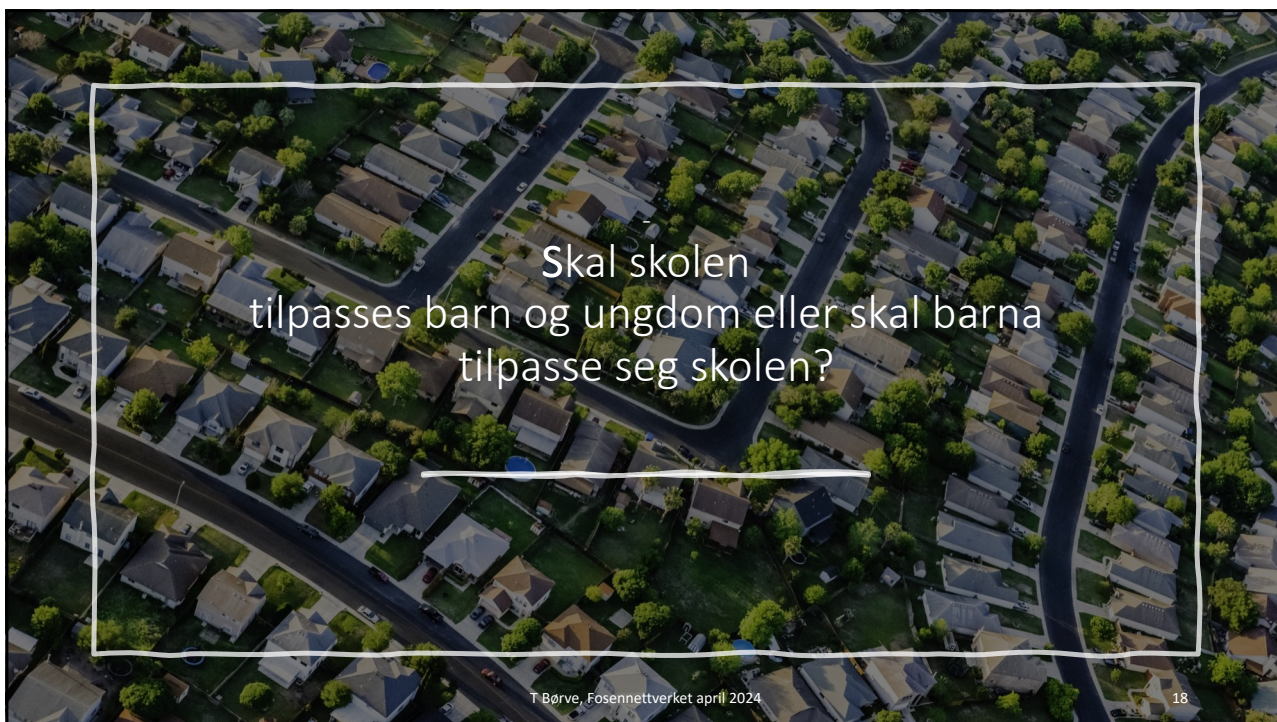 -
Skal skolen
tilpasses barn og ungdom eller skal barna
tilpasse seg skolen?
T Børve, Fosennettverket april 2024
18